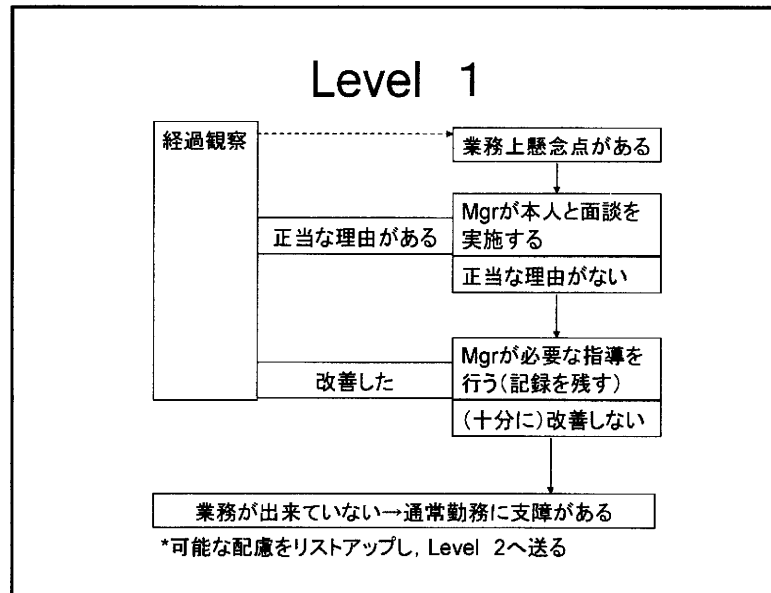 Level 1
経過観察
業務上懸念点がある
Mgrが本人と面談を
実施する
正当な理由がある
正当な理由がない
Mgrが必要な指導を
行う(記録を残す)
改善した
(十分に)改善しない
業務が出来ていない→通常勤務に支障がある
*可能な配慮をリストアップし，Level 2へ送る